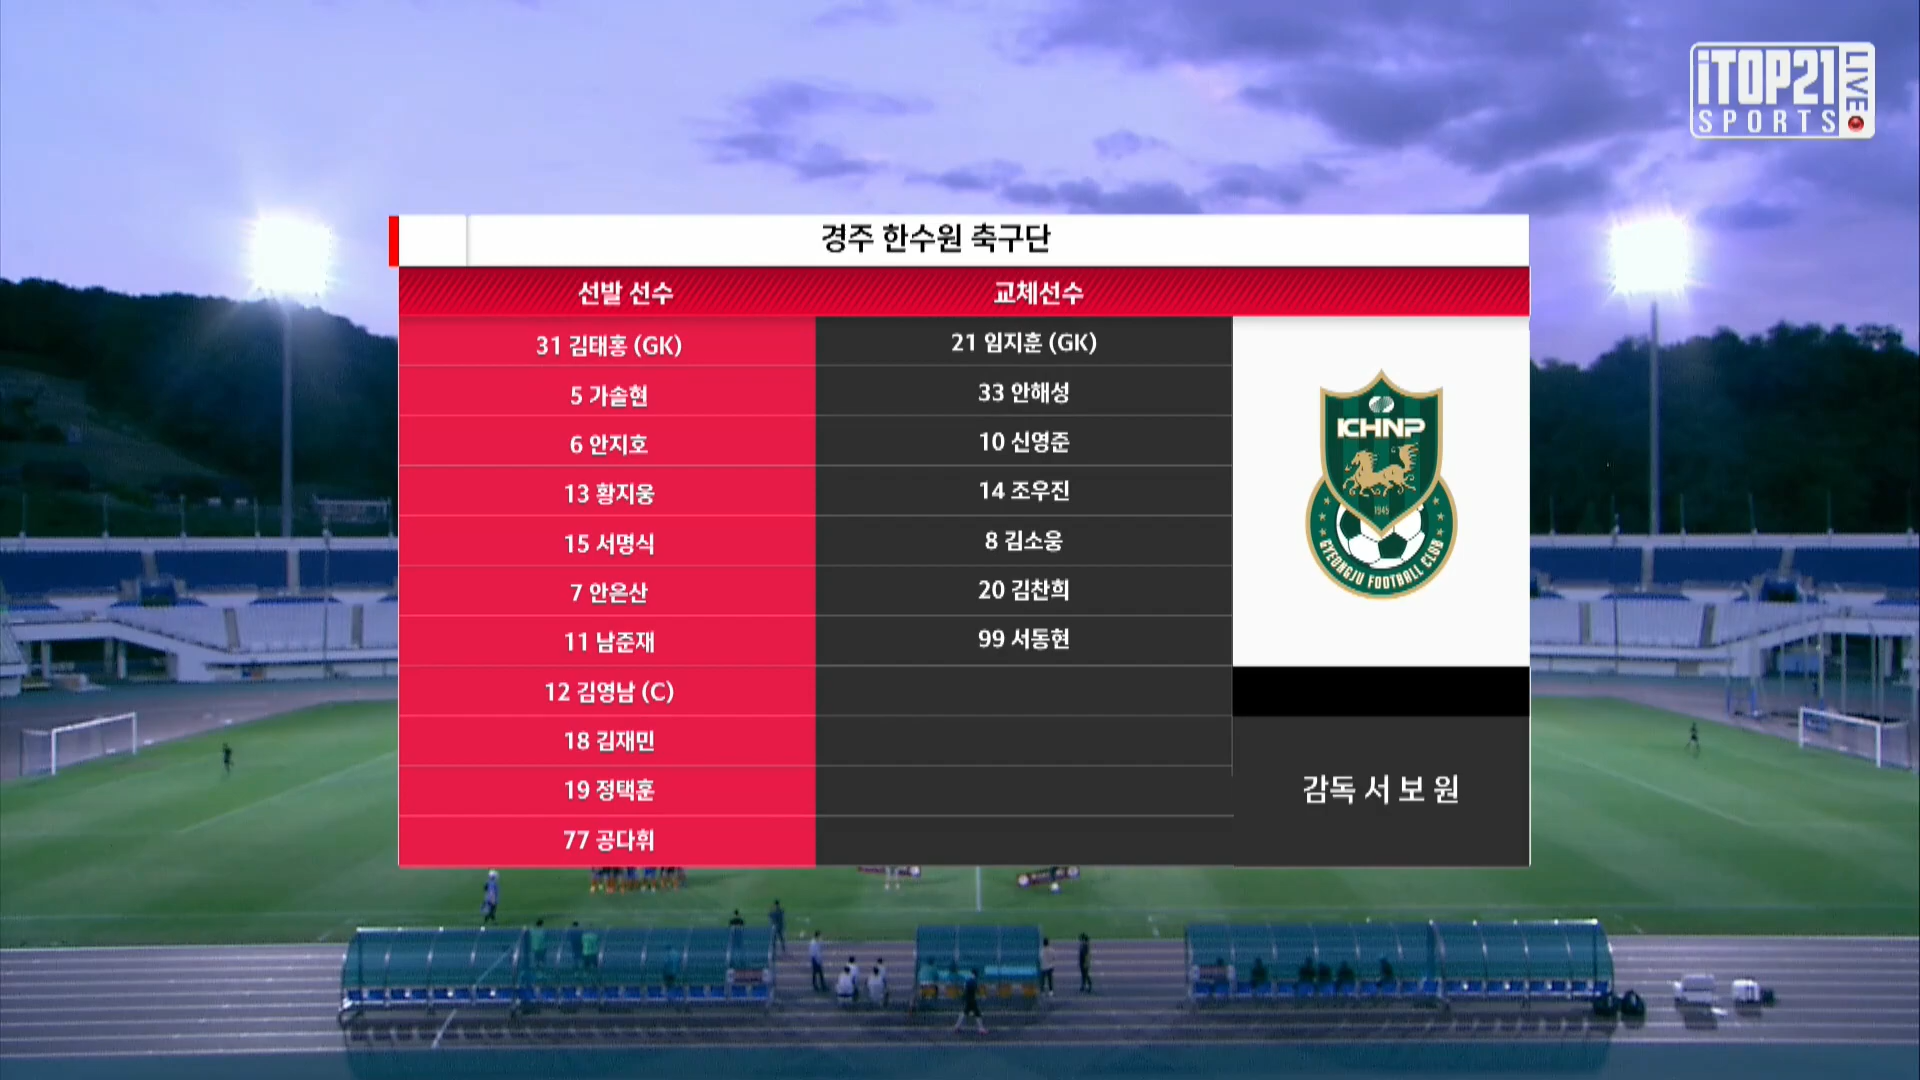 iTOP21
SPORTS
LIVE
경주 한수원 축구단
선발 선수
교체선수
31 김태홍 (GK)
5 가솔현
6 안지호
13 황지웅
15 서명식
7 안온산
11 남준재
12 김영남 (C)
18 김재민
19 정택훈
77 공다휘
21 임지훈 (GK)
33 안해성
10 신영준
14 조우진
8 김소웅
20 김찬희
99 서동현
KHNP
1945
GYEONGJU FOOTBALL CLUB
감독 서 보 원